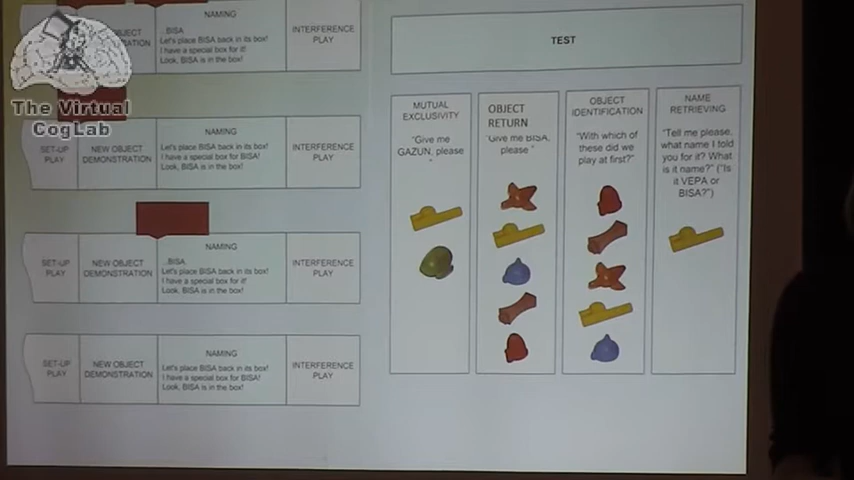 The Virtual
CogLab
NAMING
...BISA
Let's place BISA back in its box!
I have a special box for it!
Look, BISA is in the box!
INTERFERENCE
PLAY
SET-UP
PLAY
NEW OBJECT
DEMONSTRATION
NAMING
Let's place BISA back in its box!
I have a special box for BISA!
Look, BISA is in the box!
INTERFERENCE
PLAY
SET-UP
PLAY
NEW OBJECT
DEMONSTRATION
NAMING
...BISA
Let's place BISA back in its box!
I have a special box for it!
Look, BISA is in the box!
INTERFERENCE
PLAY
SET-UP
PLAY
NEW OBJECT
DEMONSTRATION
NAMING
Let's place BISA back in its box!
I have a special box for BISA!
Look, BISA is in the box!
INTERFERENCE
PLAY
TEST
MUTUAL
EXCLUSIVITY
"Give me
GAZUN, please
"
OBJECT
RETURN
"Give me BISA,
please "
OBJECT
IDENTIFICATION
"With which of
these did we
play at first?"
NAME
RETRIEVING
"Tell me please,
what name I told
you for it? What
is it name?" ("Is
it VEPA or
BISA?")